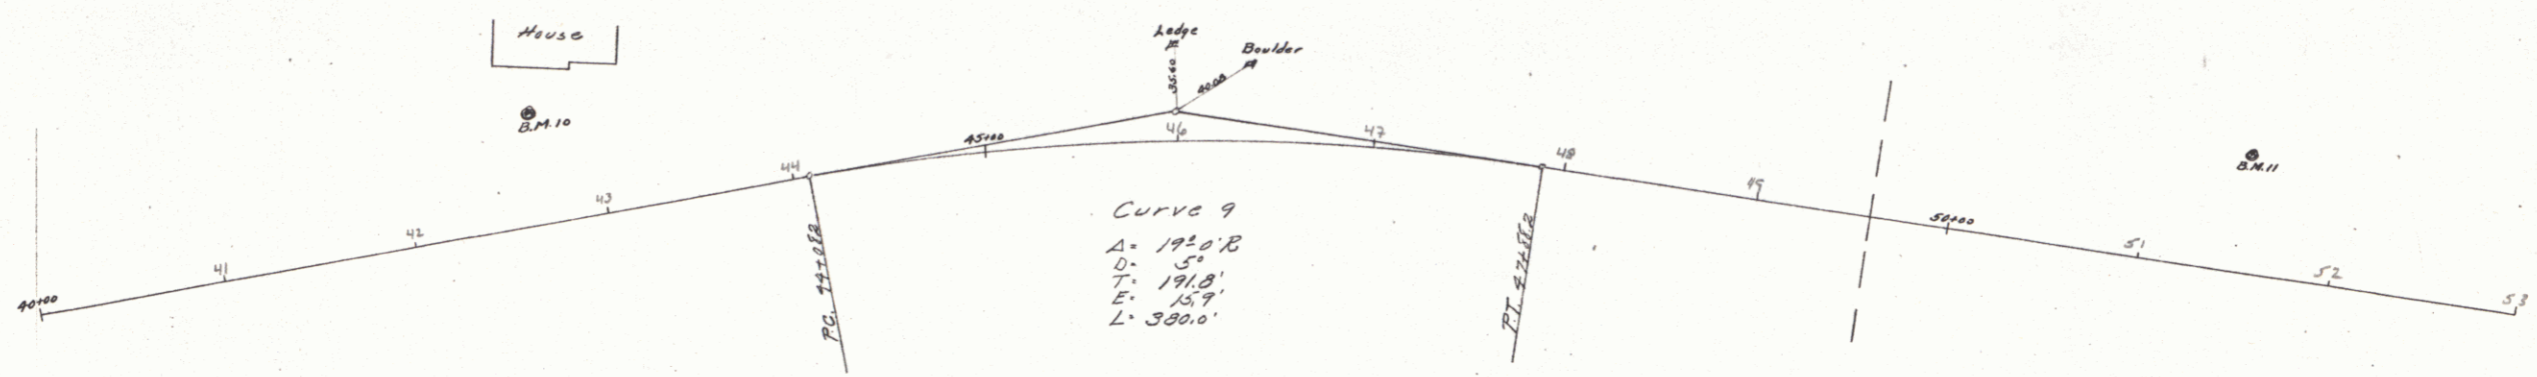 House
Ledge
Boulder
35.60
B.M.10
45+00
46
47
44
48
B.M.11
43
49
42
50+00
41
51
52
40+00
53
P.C. 44+08.2
P.T. 47+88.2
Curve 9
Δ= 19°0'R
D= 5°
T= 191.8'
E= 15.9'
L= 380.0'